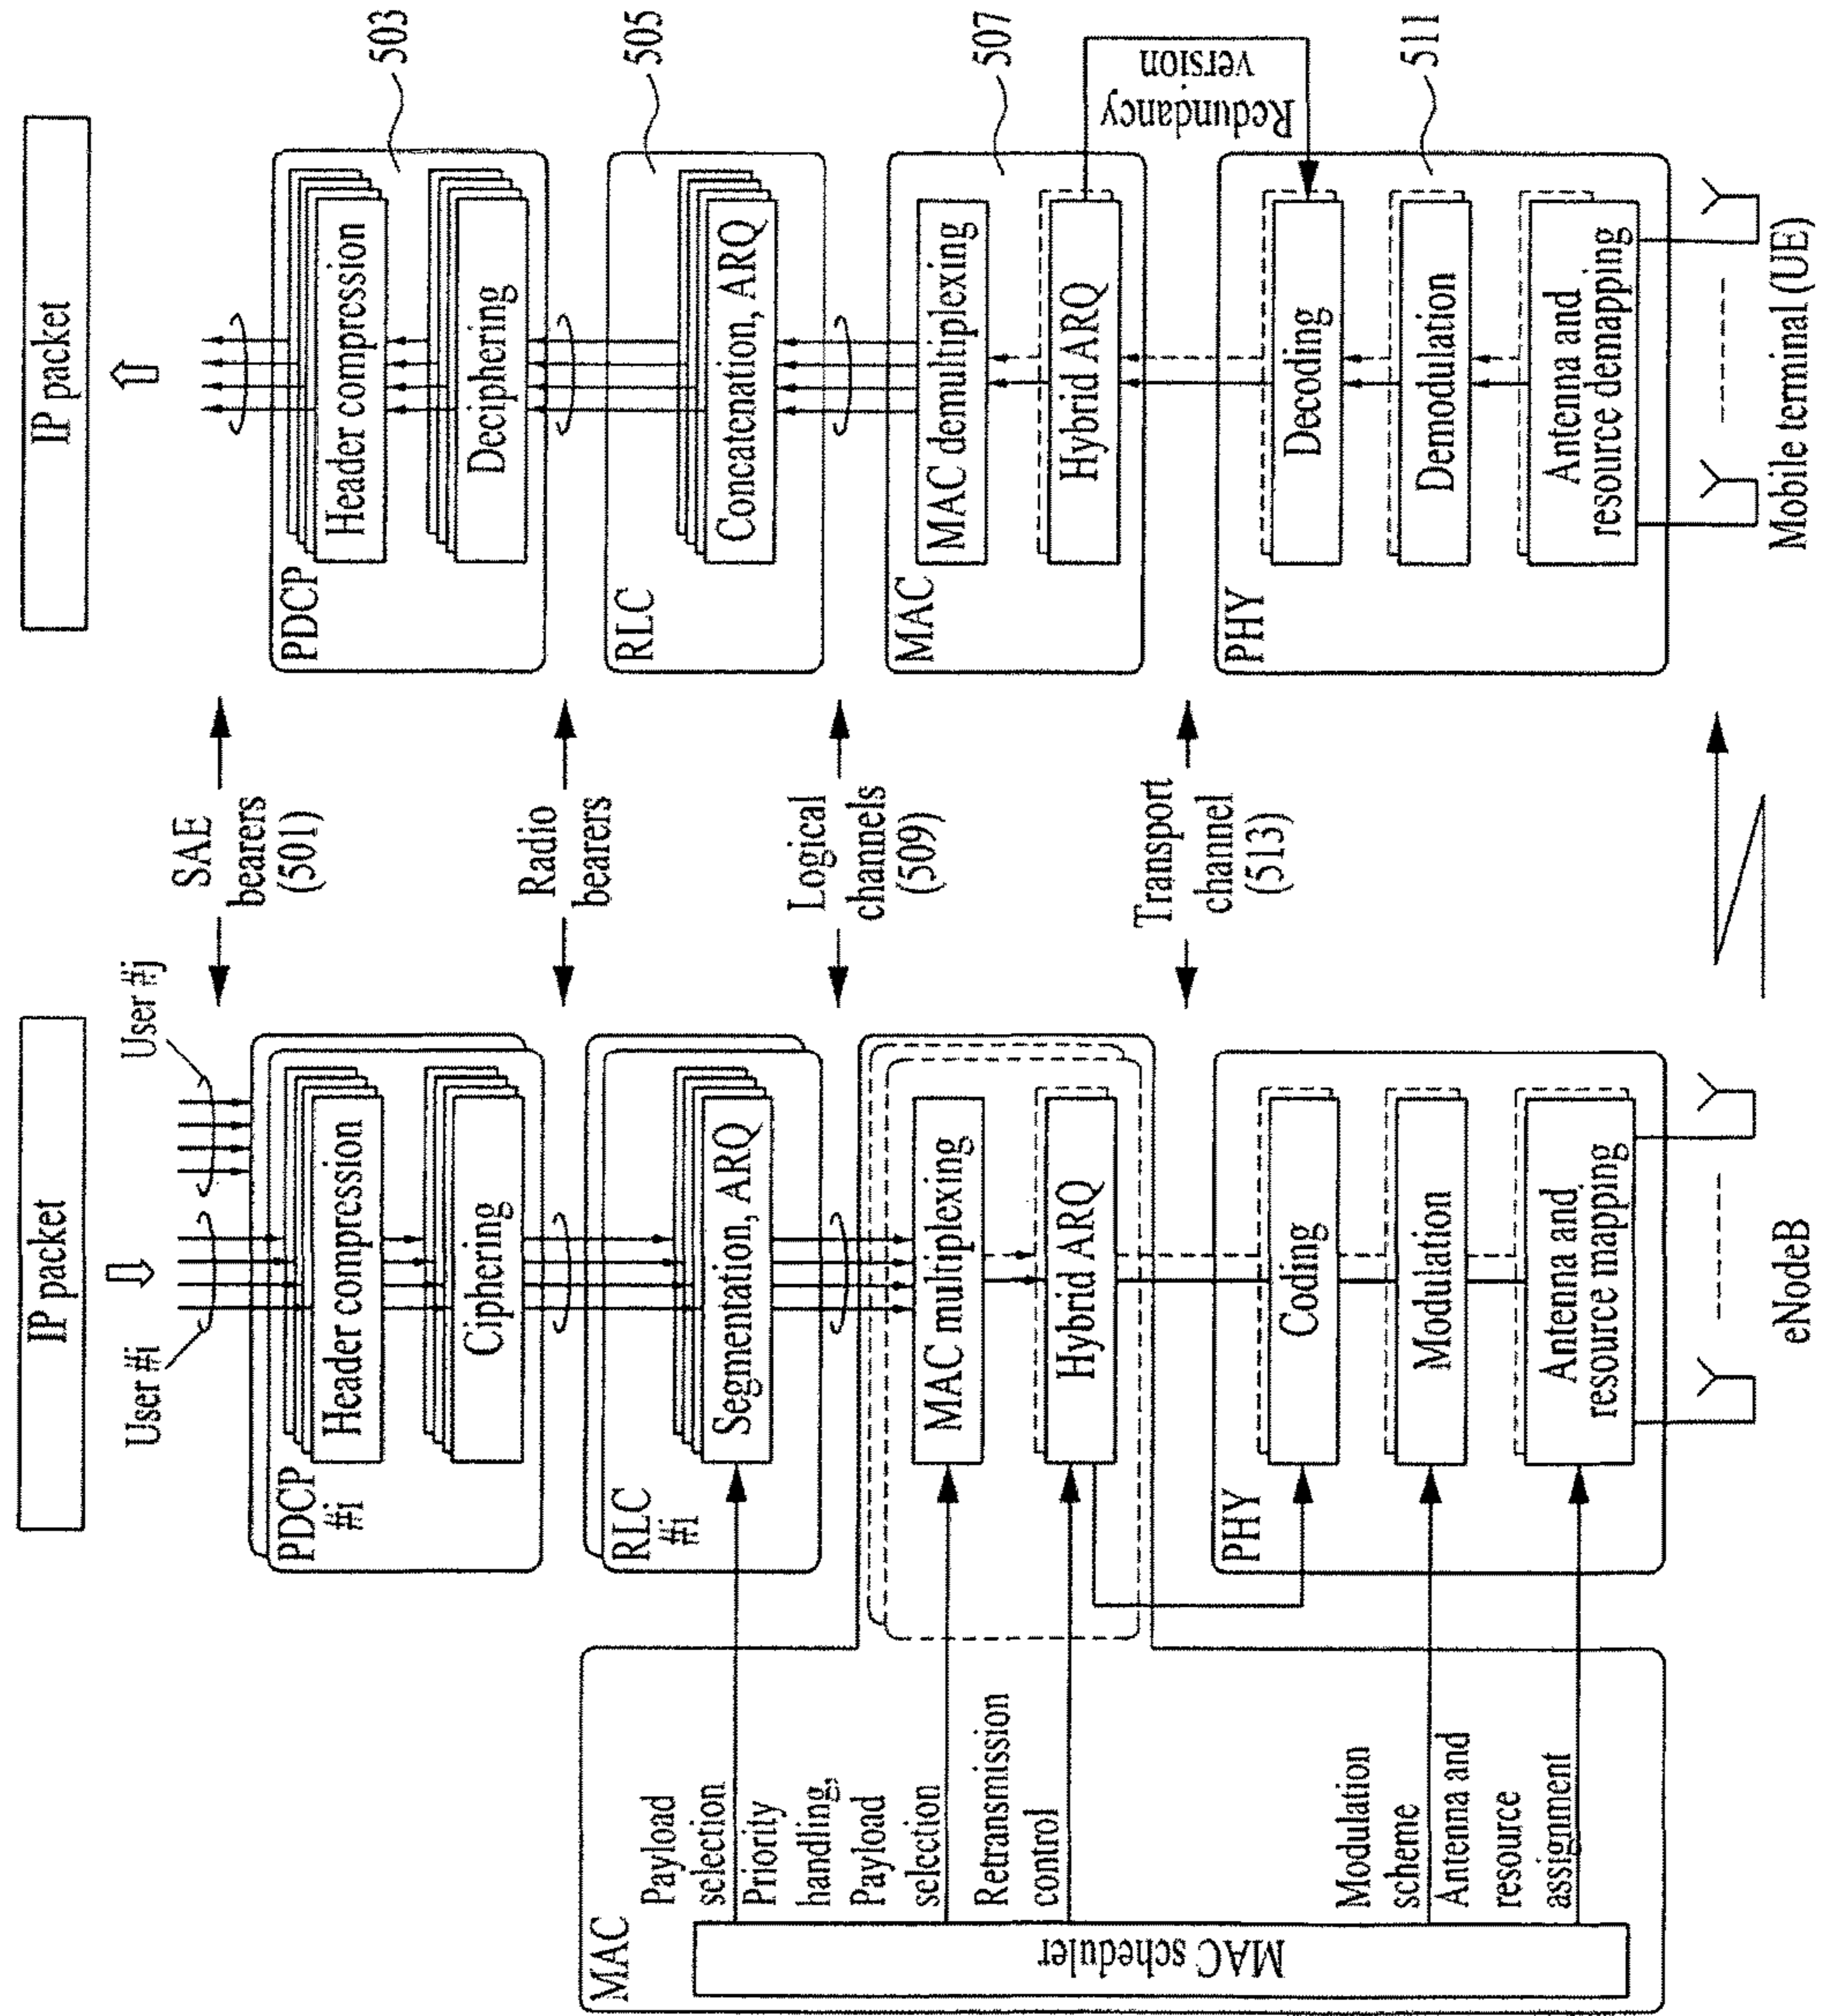 IP packet
User #i
User #j
PDCP
#i
Header compression
Ciphering
RLC
#i
Segmentation, ARQ
MAC
MAC scheduler
Payload
selection
Priority
handling,
Payload
selection
Retransmission
control
Modulation
scheme
Antenna and
resource
assignment
MAC multiplexing
Hybrid ARQ
PHY
Coding
Modulation
Antenna and
resource mapping
eNodeB
SAE
bearers
(501)
Radio
bearers
Logical
channels
(509)
Transport
channel
(513)
IP packet
PDCP
Header compression
Deciphering
503
RLC
Concatenation, ARQ
505
MAC
MAC demultiplexing
Hybrid ARQ
507
Redundancy
version
PHY
Decoding
Demodulation
Antenna and
resource demapping
511
Mobile terminal (UE)